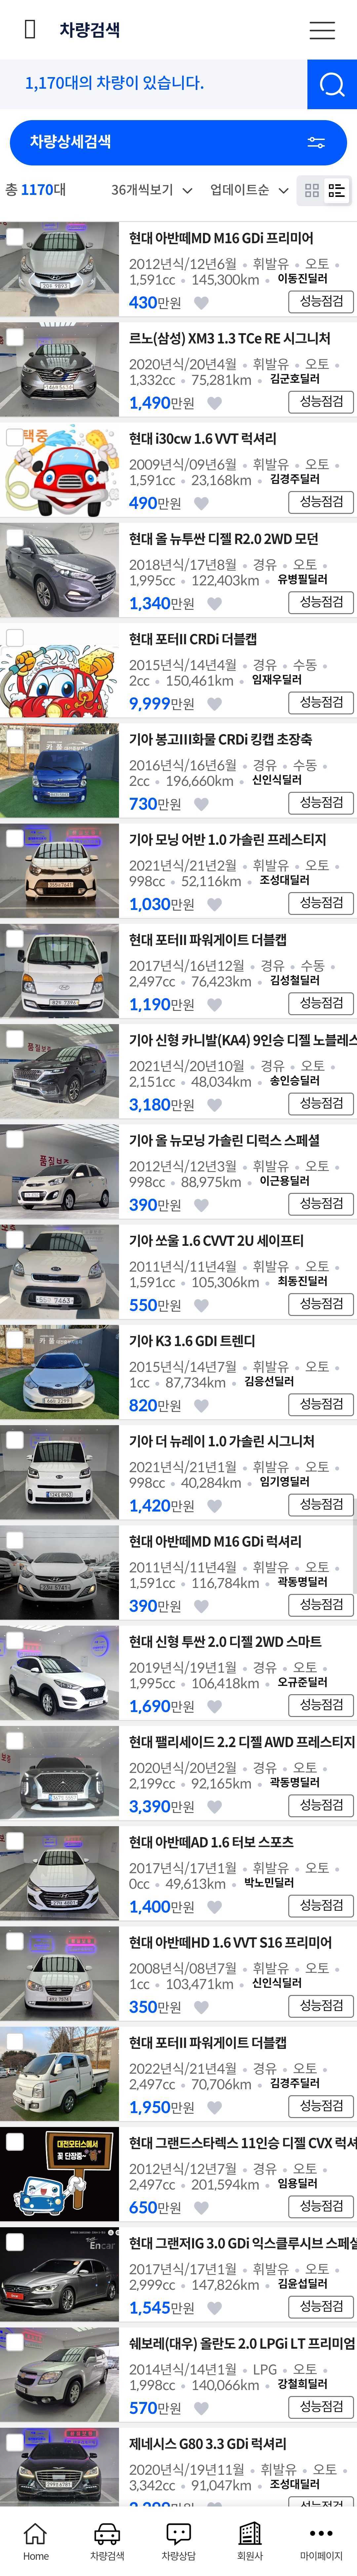 차량검색
1,170대의 차량이 있습니다.
차량상세검색
총 1170대 36개씩보기 업데이트순
현대 아반떼MD M16 GDi 프리미어
2012년식/12년6월 • 휘발유 • 오토 •
1,591cc • 145,300km • 이동진딜러
430만원 성능점검
르노(삼성) XM3 1.3 TCe RE 시그니처
2020년식/20년4월 • 휘발유 • 오토 •
1,332cc • 75,281km • 김군호딜러
1,490만원 성능점검
현대 i30cw 1.6 VVT 럭셔리
2009년식/09년6월 • 휘발유 • 오토 •
1,591cc • 23,168km • 김경주딜러
490만원 성능점검
현대 올 뉴투싼 디젤 R2.0 2WD 모던
2018년식/17년8월 • 경유 • 오토 •
1,995cc • 122,403km • 유병필딜러
1,340만원 성능점검
현대 포터II CRDi 더블캡
2015년식/14년4월 • 경유 • 수동 •
2cc • 150,461km • 임재우딜러
9,999만원 성능점검
기아 봉고III화물 CRDi 킹캡 초장축
2016년식/16년6월 • 경유 • 수동 •
2cc • 196,660km • 신인식딜러
730만원 성능점검
기아 모닝 어반 1.0 가솔린 프레스티지
2021년식/21년2월 • 휘발유 • 오토 •
998cc • 52,116km • 조성대딜러
1,030만원 성능점검
현대 포터II 파워게이트 더블캡
2017년식/16년12월 • 경유 • 수동 •
2,497cc • 76,423km • 김성철딜러
1,190만원 성능점검
기아 신형 카니발(KA4) 9인승 디젤 노블레스
2021년식/20년10월 • 경유 • 오토 •
2,151cc • 48,034km • 송인승딜러
3,180만원 성능점검
품질보증
기아 올 뉴모닝 가솔린 디럭스 스페셜
2012년식/12년3월 • 휘발유 • 오토 •
998cc • 88,975km • 이근용딜러
390만원 성능점검
기아 쏘울 1.6 CVVT 2U 세이프티
2011년식/11년4월 • 휘발유 • 오토 •
1,591cc • 105,306km • 최동진딜러
550만원 성능점검
기아 K3 1.6 GDI 트렌디
2015년식/14년7월 • 휘발유 • 오토 •
1cc • 87,734km • 김응선딜러
820만원 성능점검
기아 더 뉴레이 1.0 가솔린 시그니처
2021년식/21년1월 • 휘발유 • 오토 •
998cc • 40,284km • 임기영딜러
1,420만원 성능점검
현대 아반떼MD M16 GDi 럭셔리
2011년식/11년4월 • 휘발유 • 오토 •
1,591cc • 116,784km • 곽동명딜러
390만원 성능점검
현대 신형 투싼 2.0 디젤 2WD 스마트
2019년식/19년1월 • 경유 • 오토 •
1,995cc • 106,418km • 오규준딜러
1,690만원 성능점검
현대 팰리세이드 2.2 디젤 AWD 프레스티지
2020년식/20년2월 • 경유 • 오토 •
2,199cc • 92,165km • 곽동명딜러
3,390만원 성능점검
현대 아반떼AD 1.6 터보 스포츠
2017년식/17년1월 • 휘발유 • 오토 •
0cc • 49,613km • 박노민딜러
1,400만원 성능점검
현대 아반떼HD 1.6 VVT S16 프리미어
2008년식/08년7월 • 휘발유 • 오토 •
1cc • 103,471km • 신인식딜러
350만원 성능점검
현대 포터II 파워게이트 더블캡
2022년식/21년4월 • 경유 • 오토 •
2,497cc • 70,706km • 김경주딜러
1,950만원 성능점검
대전모터스에서
꽃 단장중~
현대 그랜드스타렉스 11인승 디젤 CVX 럭셔
2012년식/12년7월 • 경유 • 오토 •
2,497cc • 201,594km • 임용딜러
650만원 성능점검
Encar
현대 그랜저IG 3.0 GDi 익스클루시브 스페셜
2017년식/17년1월 • 휘발유 • 오토 •
2,999cc • 147,826km • 김윤섭딜러
1,545만원 성능점검
쉐보레(대우) 올란도 2.0 LPGi LT 프리미엄
2014년식/14년1월 • LPG • 오토 •
1,998cc • 140,066km • 강철희딜러
570만원 성능점검
제네시스 G80 3.3 GDi 럭셔리
2020년식/19년11월 • 휘발유 • 오토 •
3,342cc • 91,047km • 조성대딜러
Home 차량검색 차량상담 회원사 마이페이지